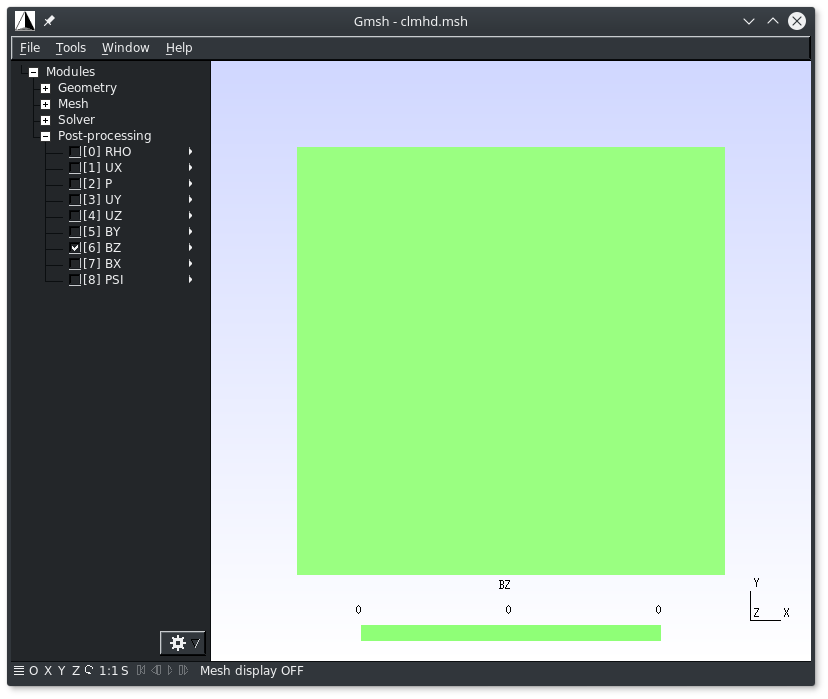 Gmsh - clmhd.msh
File Tools Window Help
Modules
Geometry
Mesh
Solver
Post-processing
[0] RHO
[1] UX
[2] P
[3] UY
[4] UZ
[5] BY
[6] BZ
[7] BX
[8] PSI
BZ
0 0 0
Y
Z X
O X Y Z 1:1 S Mesh display OFF